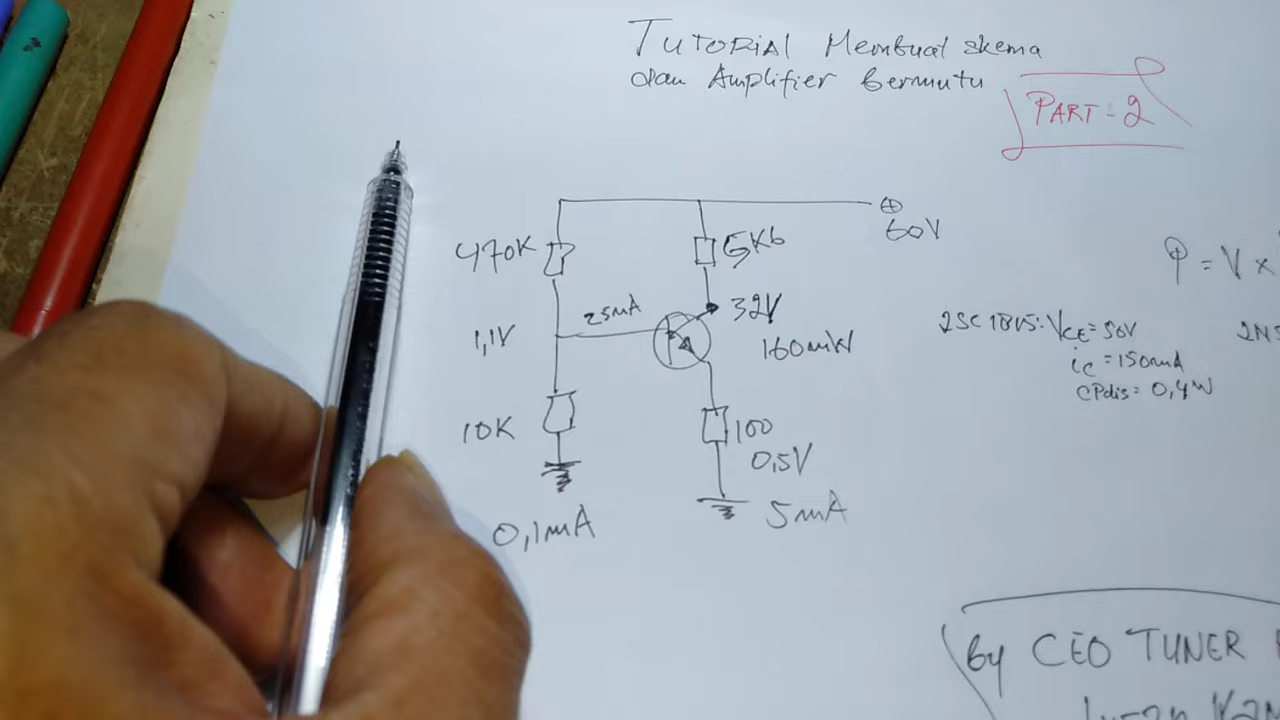 TUTORIAL Membuat skema
dan Amplifier bermutu
PART-2
60V
470K
5K6
25mA
32V
1,1V
160mW
10K
100
0,5V
5mA
0,1mA
P = V x
2SC1815: VCE = 50V
ic = 150mA
CPdis = 0,4W
By CEO TUNER